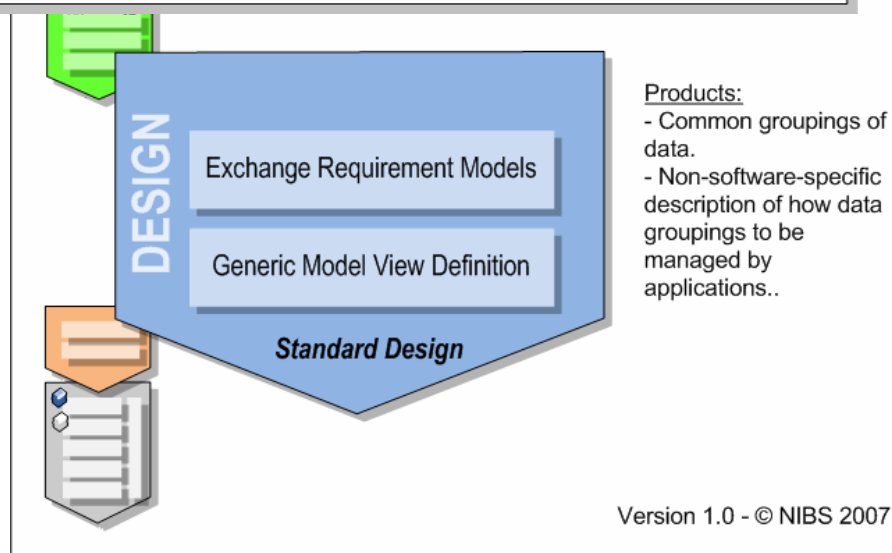 DESIGN
Exchange Requirement Models
Generic Model View Definition
Standard Design
Products:
- Common groupings of
data.
- Non-software-specific
description of how data
groupings to be
managed by
applications..
Version 1.0 - © NIBS 2007